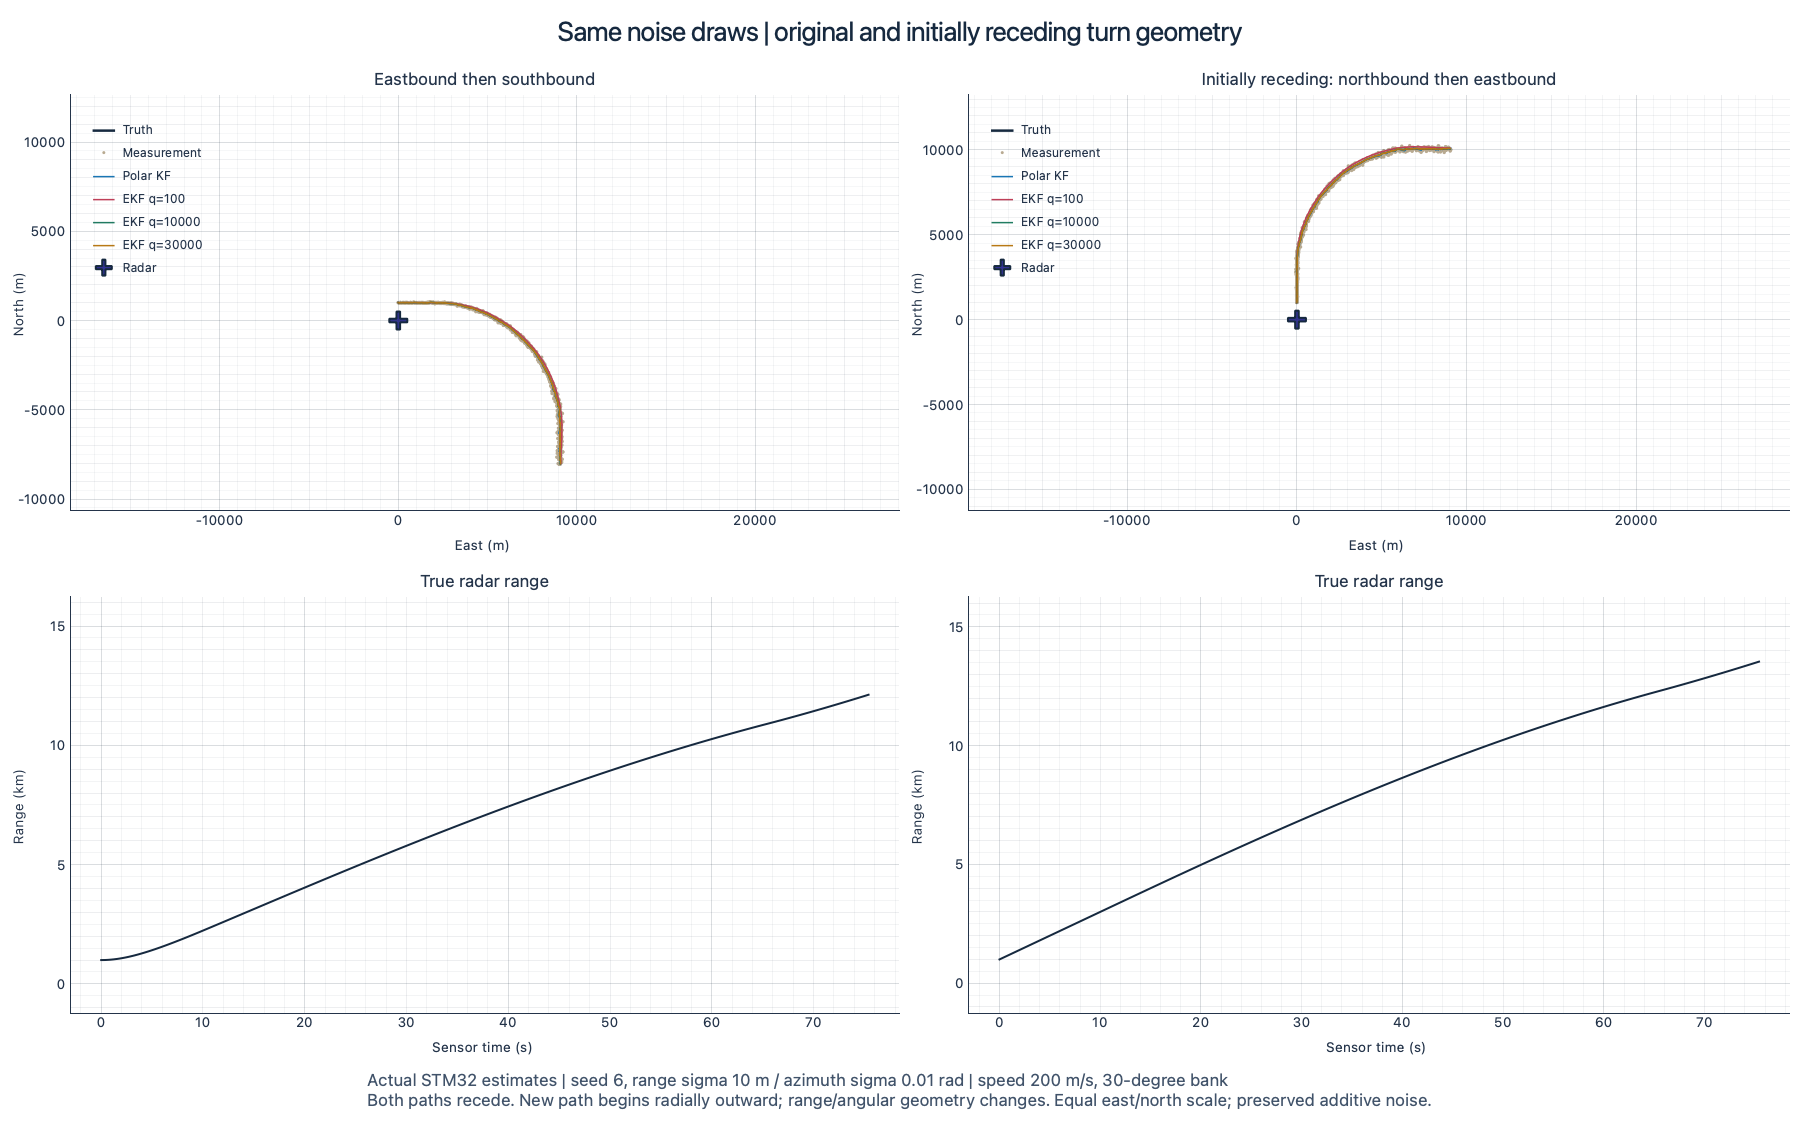 Same noise draws | original and initially receding turn geometry
Eastbound then southbound
Truth
Measurement
Polar KF
EKF q=100
EKF q=10000
EKF q=30000
Radar
North (m)
10000
5000
0
-5000
-10000
-10000
0
10000
20000
East (m)
Initially receding: northbound then eastbound
Truth
Measurement
Polar KF
EKF q=100
EKF q=10000
EKF q=30000
Radar
North (m)
10000
5000
0
-5000
-10000
-10000
0
10000
20000
East (m)
True radar range
Range (km)
15
10
5
0
0
10
20
30
40
50
60
70
Sensor time (s)
True radar range
Range (km)
15
10
5
0
0
10
20
30
40
50
60
70
Sensor time (s)
Actual STM32 estimates | seed 6, range sigma 10 m / azimuth sigma 0.01 rad | speed 200 m/s, 30-degree bank
Both paths recede. New path begins radially outward; range/angular geometry changes. Equal east/north scale; preserved additive noise.